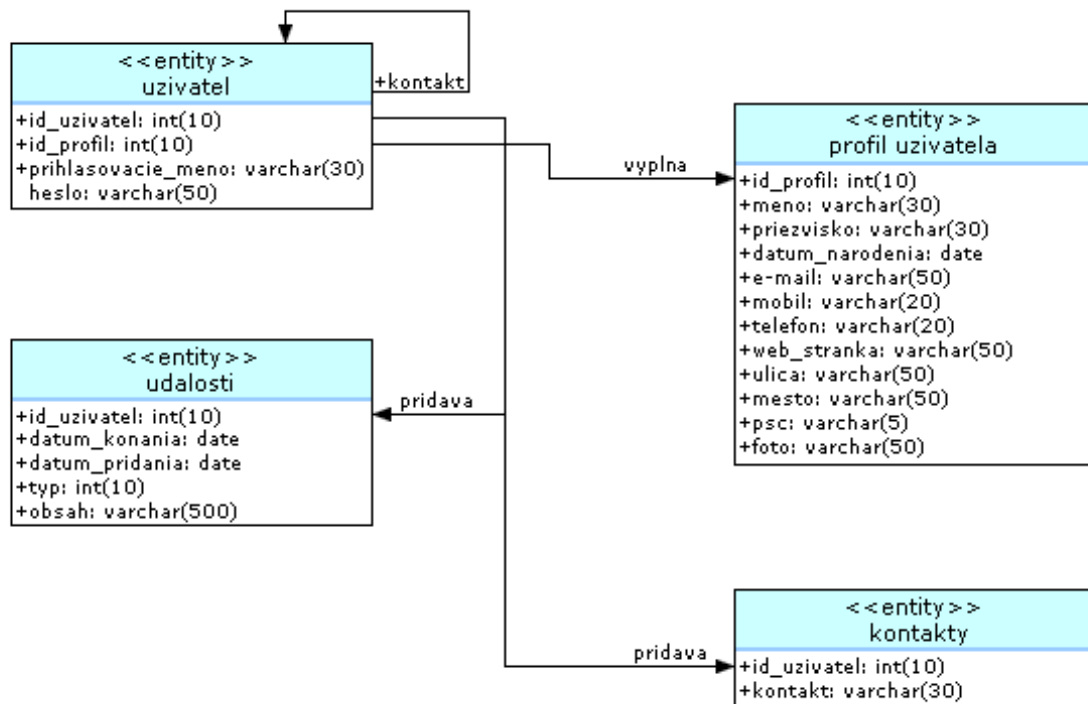 <<entity>>
uzivatel
+id_uzivatel: int(10)
+id_profil: int(10)
+prihlasovacie_meno: varchar(30)
heslo: varchar(50)
+kontakt
vyplna
<<entity>>
profil uzivatela
+id_profil: int(10)
+meno: varchar(30)
+priezvisko: varchar(30)
+datum_narodenia: date
+e-mail: varchar(50)
+mobil: varchar(20)
+telefon: varchar(20)
+web_stranka: varchar(50)
+ulica: varchar(50)
+mesto: varchar(50)
+psc: varchar(5)
+foto: varchar(50)
<<entity>>
udalosti
+id_uzivatel: int(10)
+datum_konania: date
+datum_pridania: date
+typ: int(10)
+obsah: varchar(500)
pridava
pridava
<<entity>>
kontakty
+id_uzivatel: int(10)
+kontakt: varchar(30)